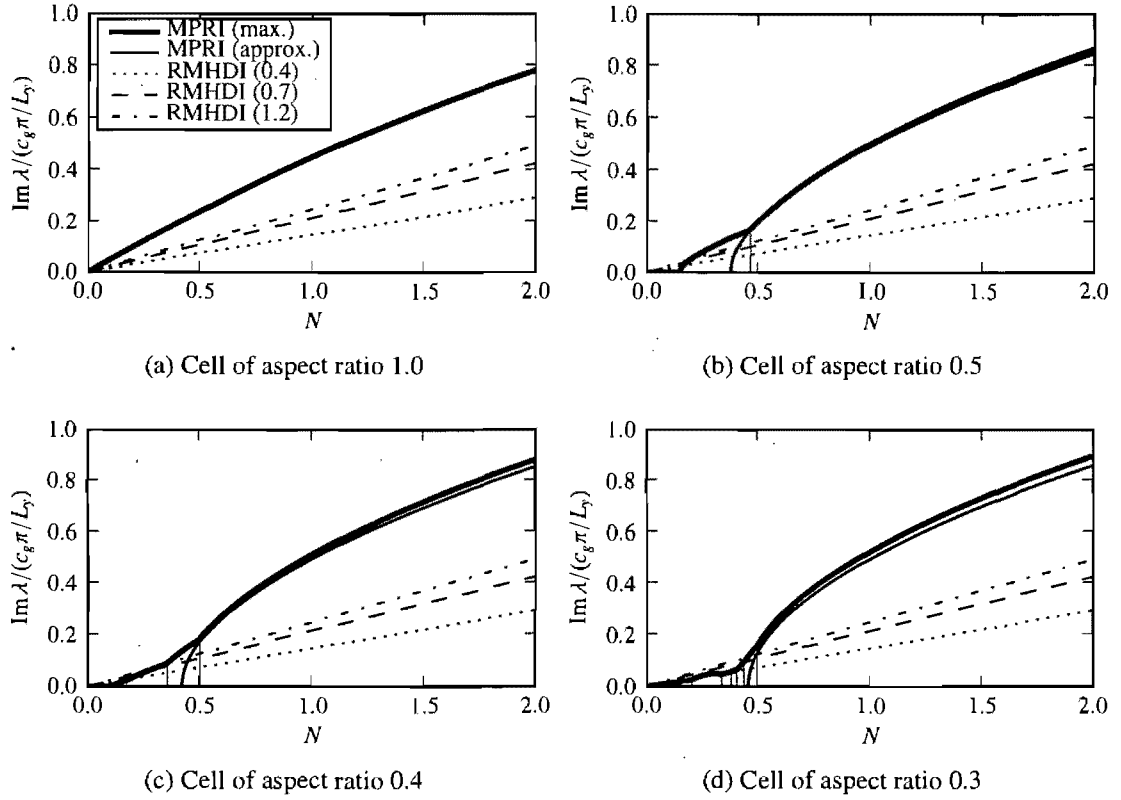 1.0
0.8
0.6
0.4
0.2
0.0
Im λ/(c_g π/L_y)
MPRI (max.)
MPRI (approx.)
RMHDI (0.4)
RMHDI (0.7)
RMHDI (1.2)
0.0 0.5 1.0 1.5 2.0
N
(a) Cell of aspect ratio 1.0
1.0
0.8
0.6
0.4
0.2
0.0
Im λ/(c_g π/L_y)
0.0 0.5 1.0 1.5 2.0
N
(b) Cell of aspect ratio 0.5
1.0
0.8
0.6
0.4
0.2
0.0
Im λ/(c_g π/L_y)
0.0 0.5 1.0 1.5 2.0
N
(c) Cell of aspect ratio 0.4
1.0
0.8
0.6
0.4
0.2
0.0
Im λ/(c_g π/L_y)
0.0 0.5 1.0 1.5 2.0
N
(d) Cell of aspect ratio 0.3